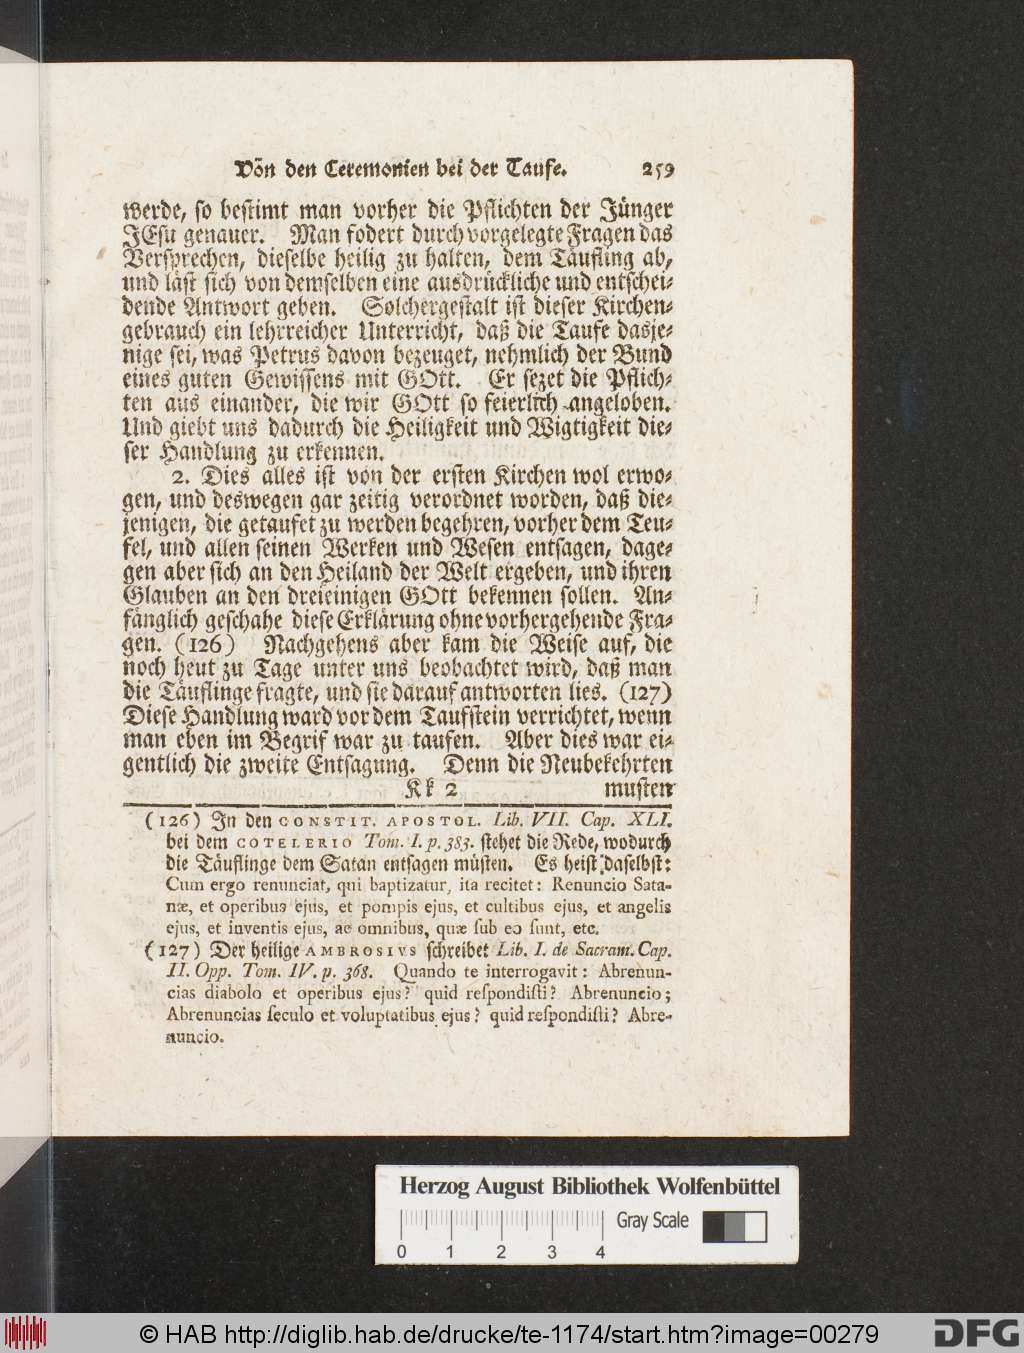 Von den Ceremonien bei der Taufe. 259
werde, so bestimt man vorher die Pflichten der Jünger
JEsu genauer. Man fodert durch vorgelegte Fragen das
Versprechen, dieselbe heilig zu halten, dem Täufling ab,
und läst sich von demselben eine ausdrückliche und entschei-
dende Antwort geben. Solchergestalt ist dieser Kirchen-
gebrauch ein lehrreicher Unterricht, daß die Taufe dasje-
nige sei, was Petrus davon bezeuget, nehmlich der Bund
eines guten Gewissens mit GOtt. Er sezet die Pflich-
ten aus einander, die wir GOtt so feierlich angeloben.
Und giebt uns dadurch die Heiligkeit und Wigtigkeit die-
ser Handlung zu erkennen.
2. Dies alles ist von der ersten Kirchen wol erwo-
gen, und deswegen gar zeitig verordnet worden, daß die-
jenigen, die getaufet zu werden begehren, vorher dem Teu-
fel, und allen seinen Werken und Wesen entsagen, dage-
gen aber sich an den Heiland der Welt ergeben, und ihren
Glauben an den dreieinigen GOtt bekennen sollen. An-
fänglich geschahe diese Erklärung ohne vorhergehende Fra-
gen. (126) Nachgehens aber kam die Weise auf, die
noch heut zu Tage unter uns beobachtet wird, daß man
die Täuflinge fragte, und sie darauf antworten lies. (127)
Diese Handlung ward vor dem Taufstein verrichtet, wenn
man eben im Begrif war zu taufen. Aber dies war ei-
gentlich die zweite Entsagung. Denn die Neubekehrten
Kk 2 musten
(126) In den CONSTIT. APOSTOL. Lib. VII. Cap. XLI.
bei dem COTELERIO Tom. I. p. 383. stehet die Rede, wodurch
die Täuflinge dem Satan entsagen müsten. Es heist daselbst:
Cum ergo renunciat, qui baptizatur, ita recitet: Renuncio Sata-
næ, et operibus ejus, et pompis ejus, et cultibus ejus, et angelis
ejus, et inventis ejus, ac omnibus, quæ ſub eo ſunt, etc.
(127) Der heilige AMBROSIVS schreibet Lib. I. de Sacram. Cap.
II. Opp. Tom. IV. p. 368. Quando te interrogavit: Abrenun-
cias diabolo et operibus ejus? quid reſpondiſti? Abrenuncio;
Abrenuncias ſeculo et voluptatibus ejus? quid reſpondiſti? Abre-
nuncio.
Herzog August Bibliothek Wolfenbüttel
Gray Scale
0 1 2 3 4
© HAB http://diglib.hab.de/drucke/te-1174/start.htm?image=00279
DFG